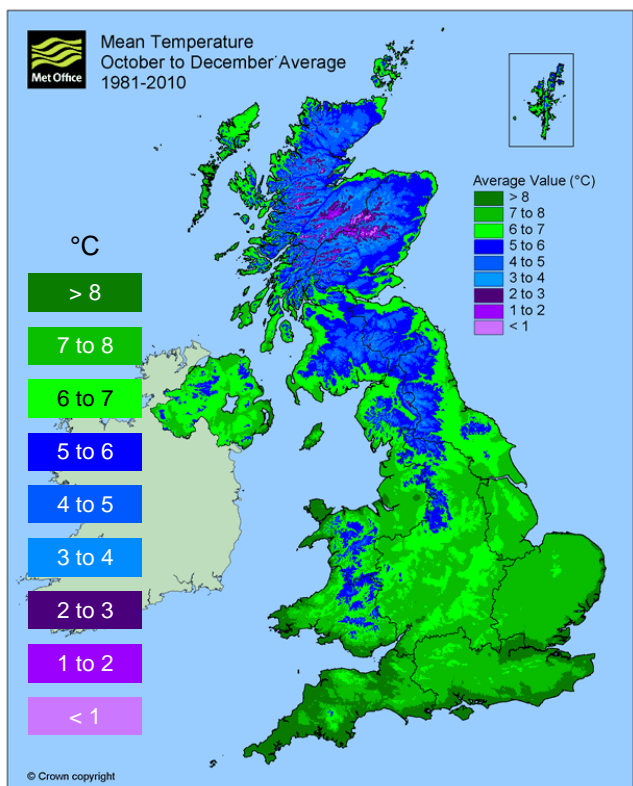 Met Office
Mean Temperature
October to December Average
1981-2010
Average Value (°C)
> 8
7 to 8
6 to 7
5 to 6
4 to 5
3 to 4
2 to 3
1 to 2
< 1
°C
> 8
7 to 8
6 to 7
5 to 6
4 to 5
3 to 4
2 to 3
1 to 2
< 1
© Crown copyright